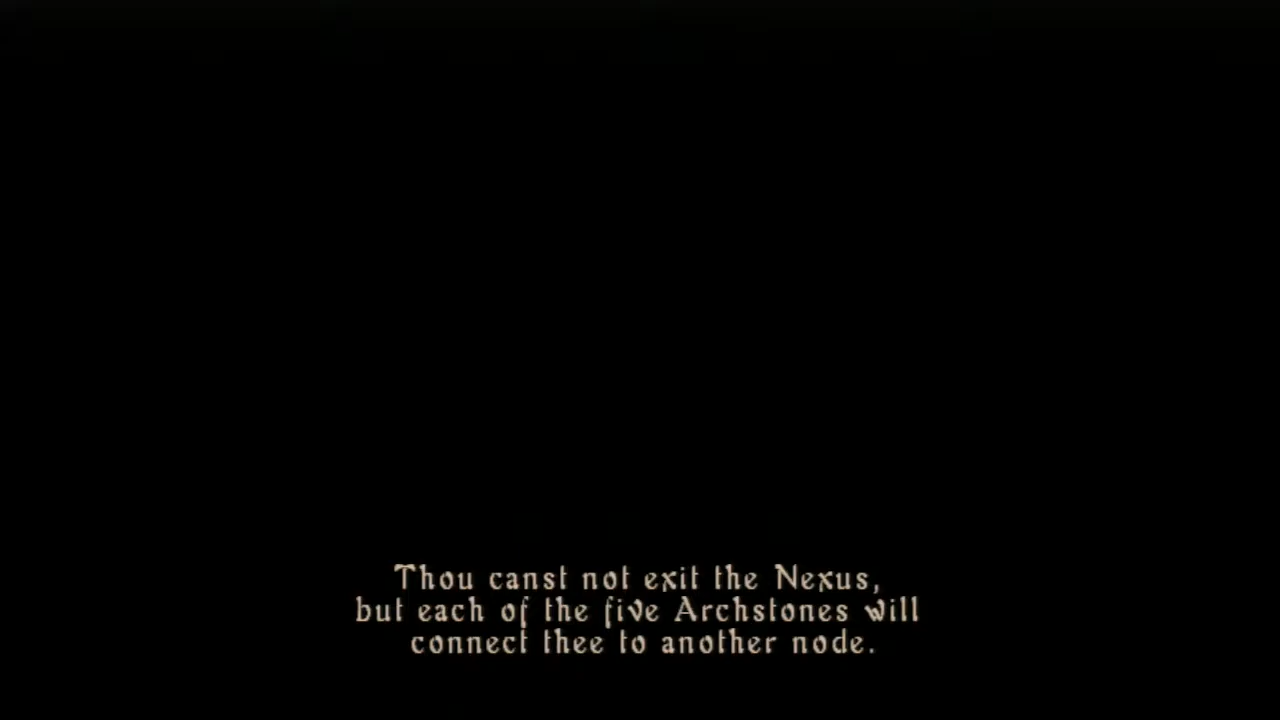 Thou canst not exit the Nexus,
but each of the five Archstones will
connect thee to another node.